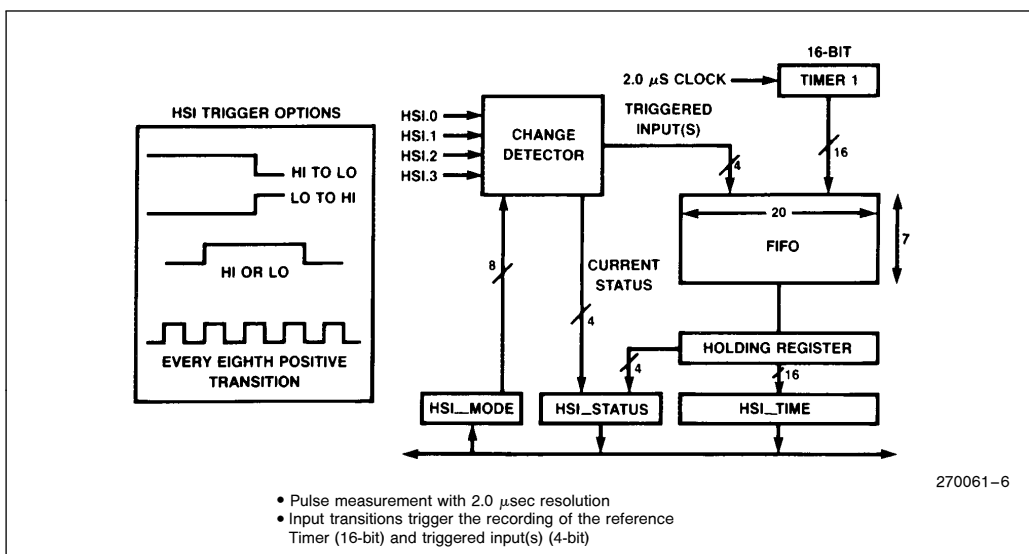 HSI TRIGGER OPTIONS
HI TO LO
LO TO HI
HI OR LO
EVERY EIGHTH POSITIVE
TRANSITION
HSI.0
HSI.1
HSI.2
HSI.3
CHANGE
DETECTOR
TRIGGERED
INPUT(S)
4
16-BIT
2.0 μS CLOCK
TIMER 1
16
20
FIFO
7
8
CURRENT
STATUS
4
HOLDING REGISTER
4
16
HSI__MODE
HSI__STATUS
HSI__TIME
270061–6
• Pulse measurement with 2.0 μsec resolution
• Input transitions trigger the recording of the reference
Timer (16-bit) and triggered input(s) (4-bit)